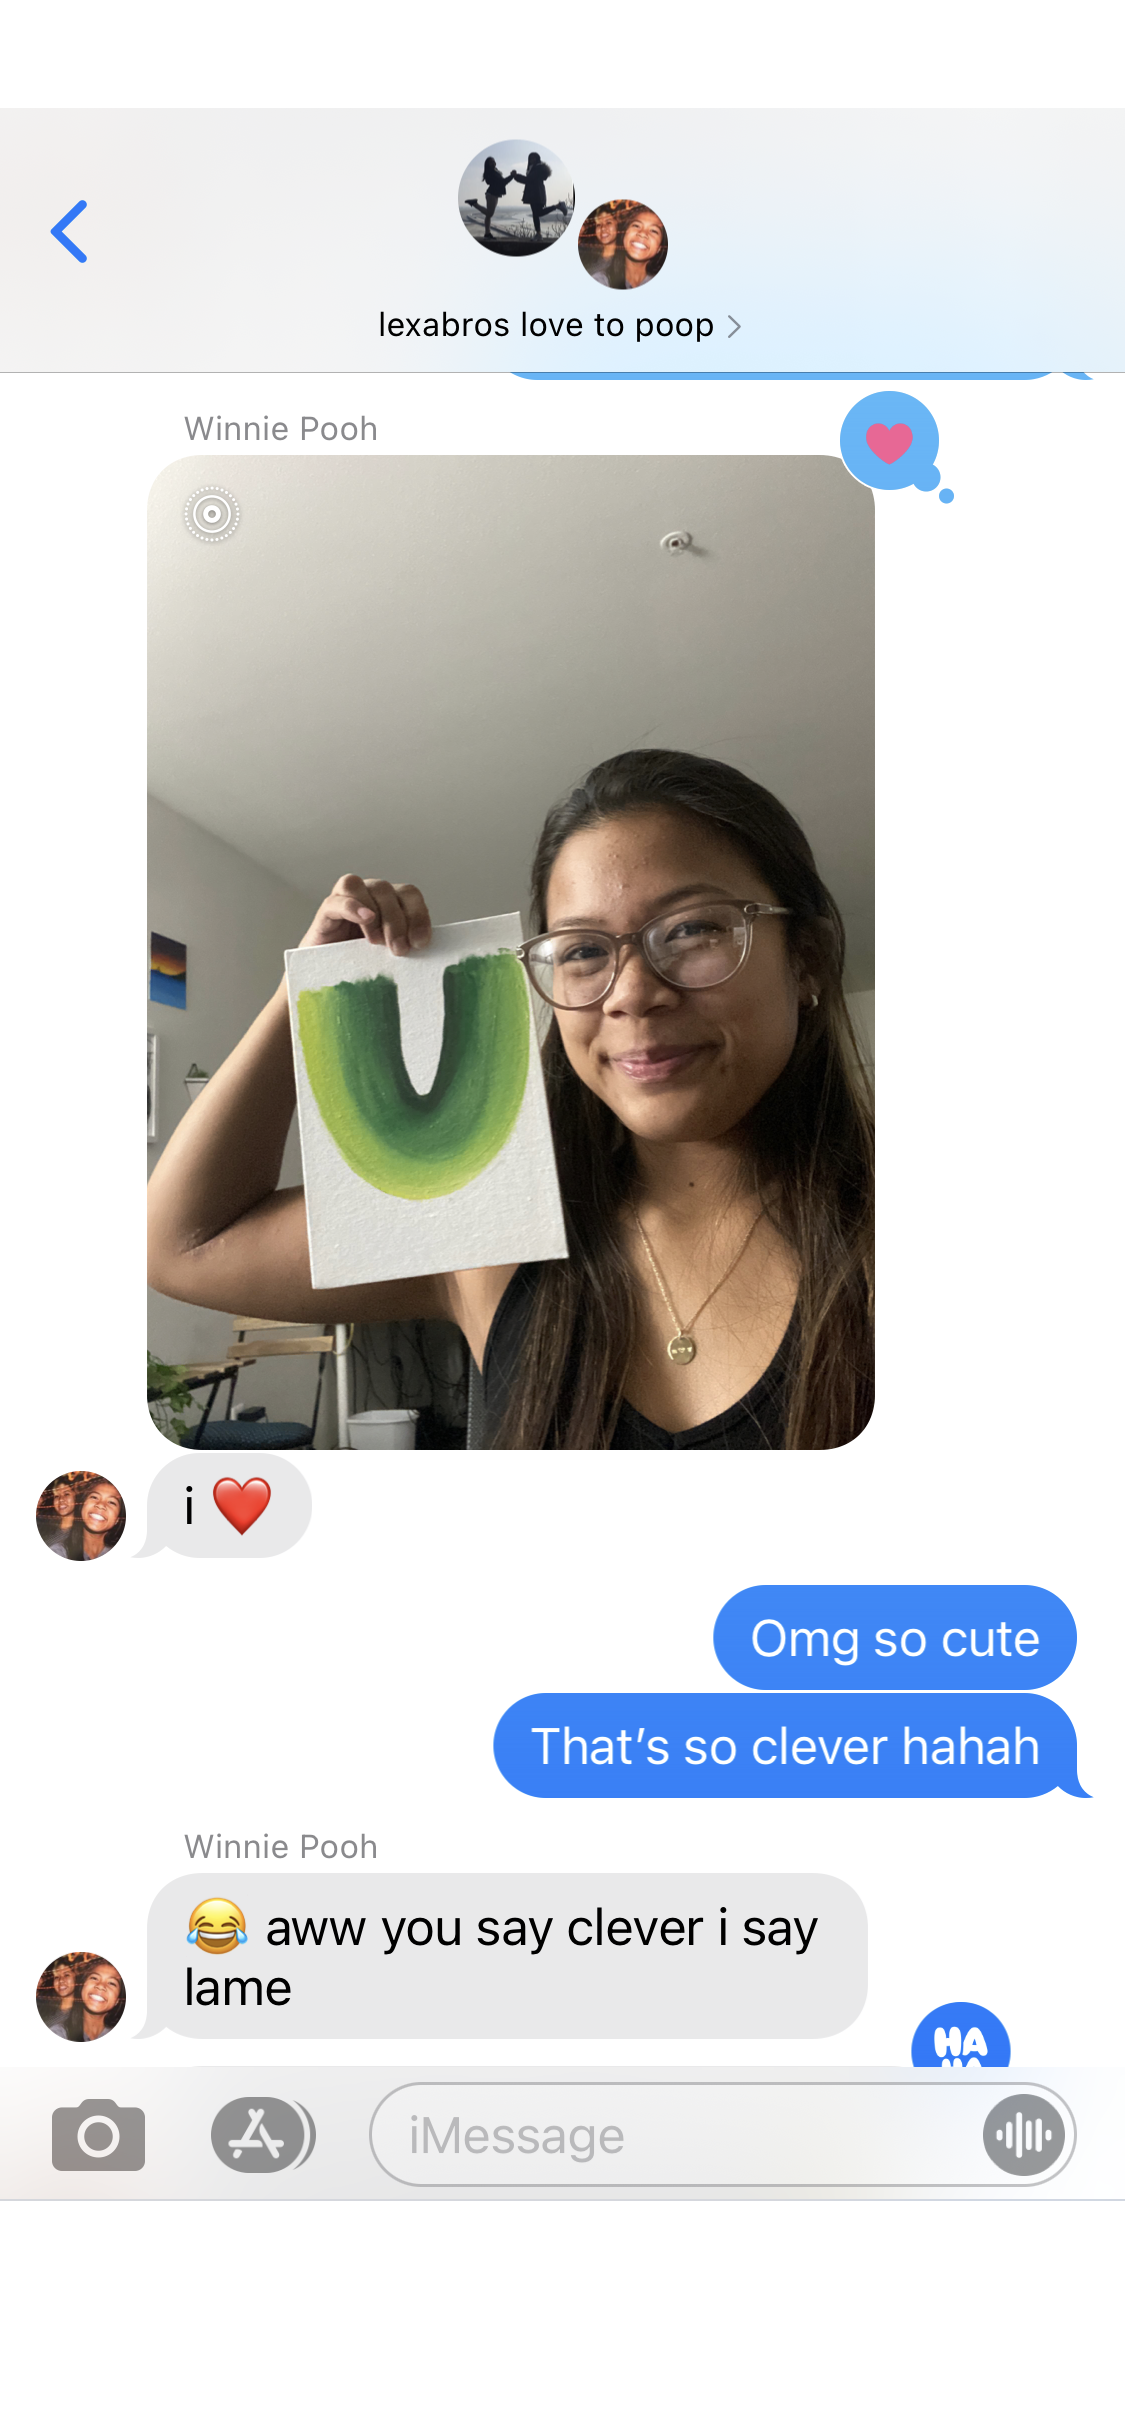 lexabros love to poop
Winnie Pooh
i ❤️
Omg so cute
That's so clever hahah
Winnie Pooh
😂 aww you say clever i say
lame
HA
HA
iMessage